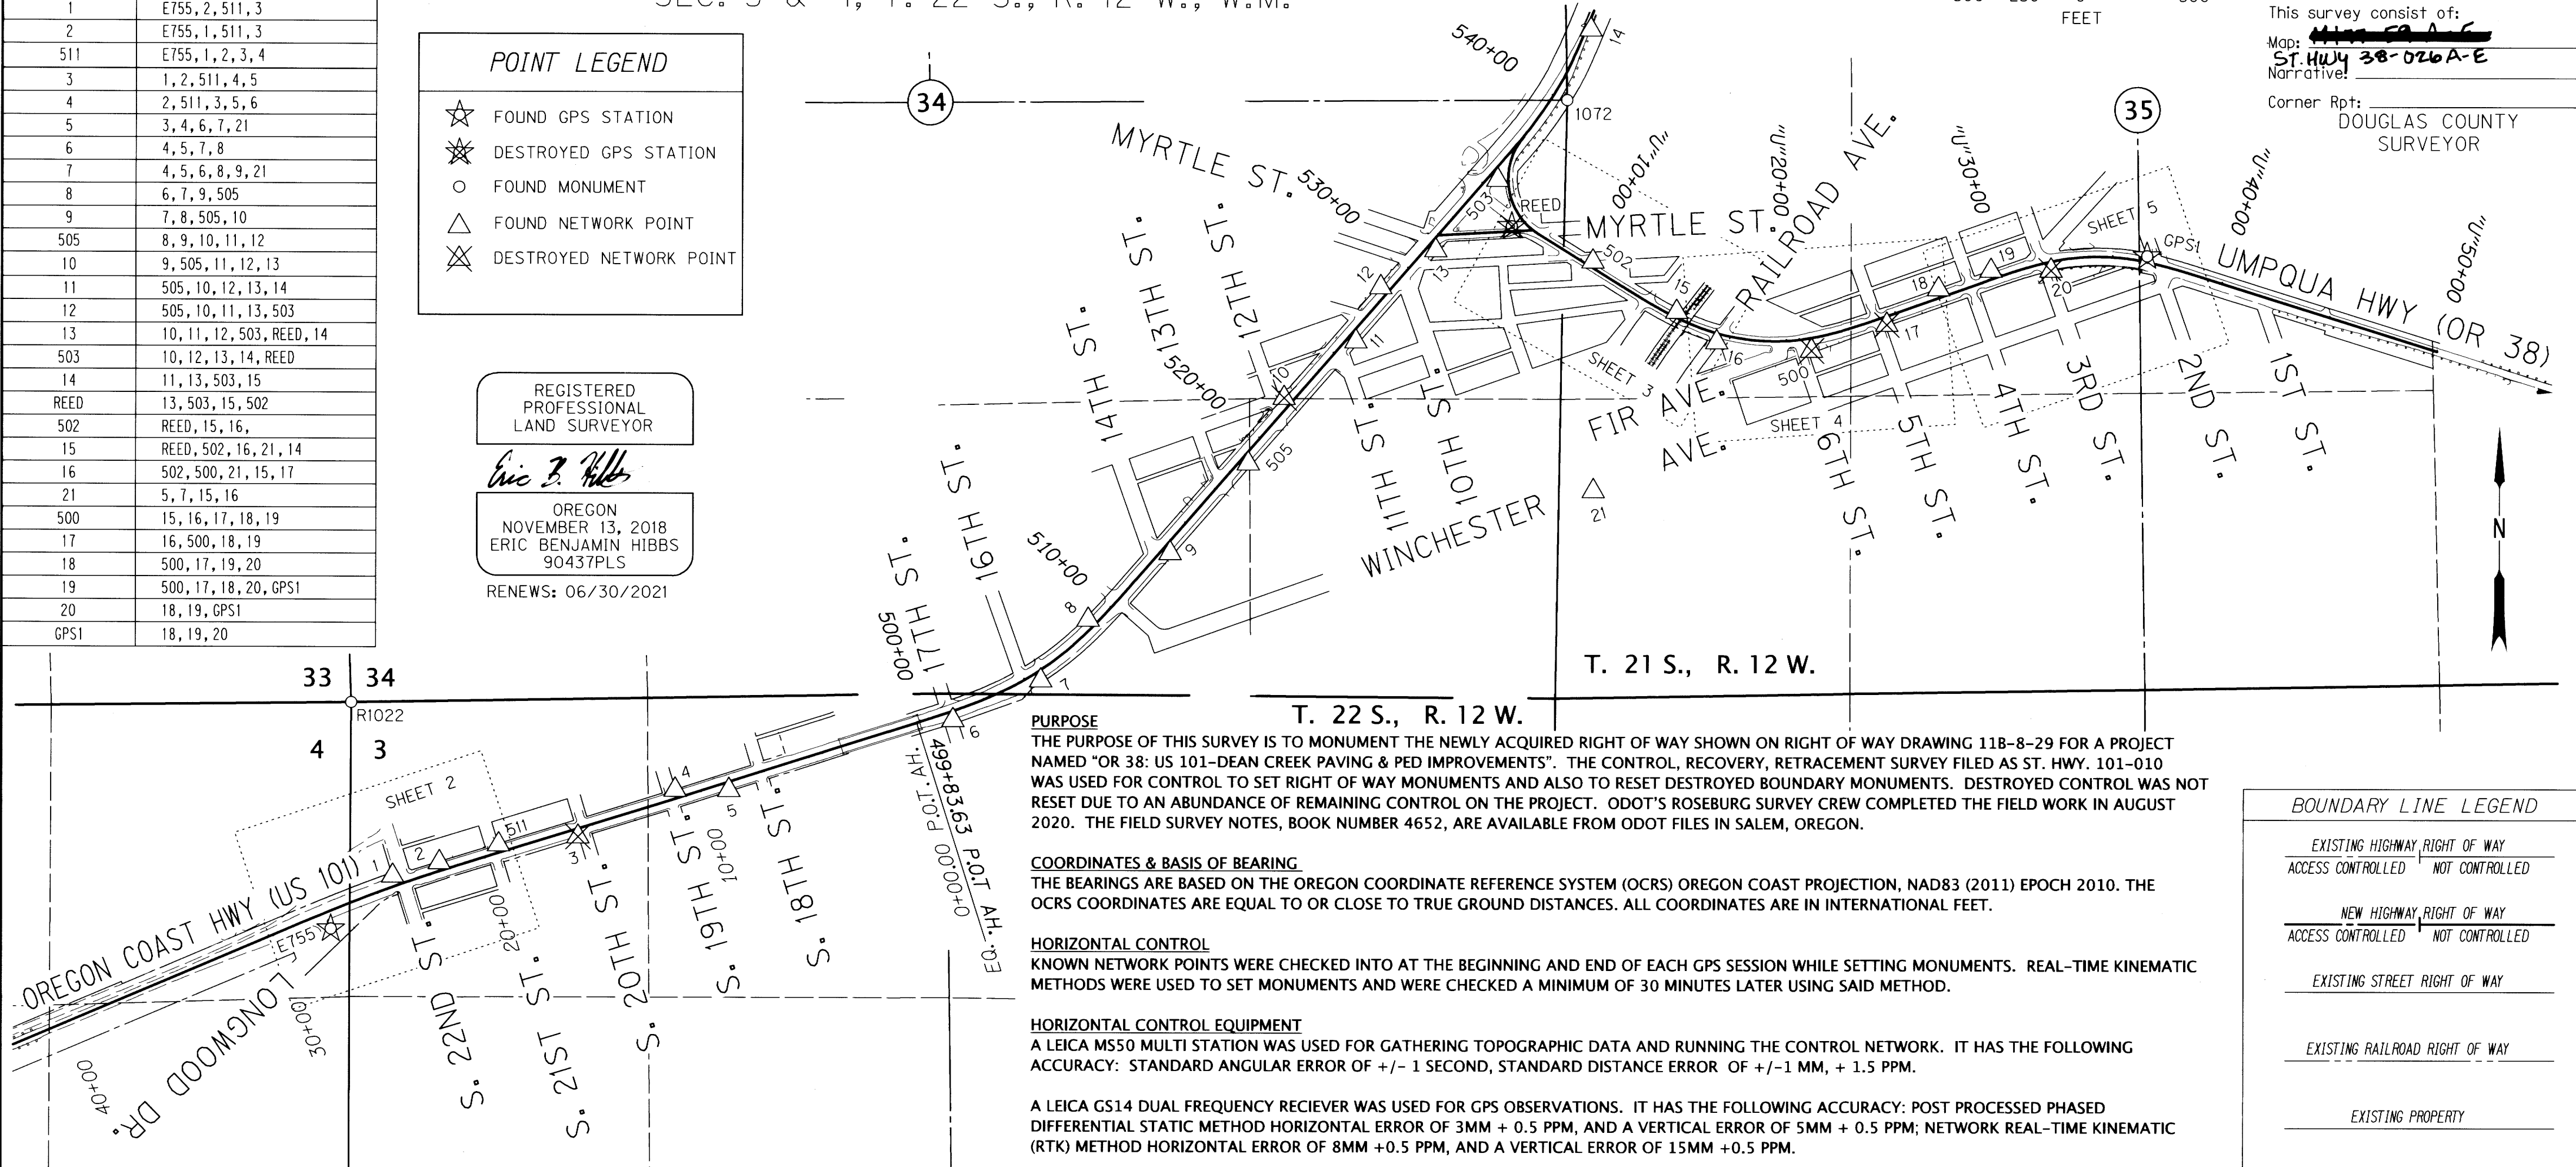 1 E755, 2, 511, 3
2 E755, 1, 511, 3
511 E755, 1, 2, 3, 4
3 1, 2, 511, 4, 5
4 2, 511, 3, 5, 6
5 3, 4, 6, 7, 21
6 4, 5, 7, 8
7 4, 5, 6, 8, 9, 21
8 6, 7, 9, 505
9 7, 8, 505, 10
505 8, 9, 10, 11, 12
10 9, 505, 11, 12, 13
11 505, 10, 12, 13, 14
12 505, 10, 11, 13, 503
13 10, 11, 12, 503, REED, 14
503 10, 12, 13, 14, REED
14 11, 13, 503, 15
REED 13, 503, 15, 502
502 REED, 15, 16,
15 REED, 502, 16, 21, 14
16 502, 500, 21, 15, 17
21 5, 7, 15, 16
500 15, 16, 17, 18, 19
17 16, 500, 18, 19
18 500, 17, 19, 20
19 500, 17, 18, 20, GPS1
20 18, 19, GPS1
GPS1 18, 19, 20
POINT LEGEND
FOUND GPS STATION
DESTROYED GPS STATION
FOUND MONUMENT
FOUND NETWORK POINT
DESTROYED NETWORK POINT
REGISTERED
PROFESSIONAL
LAND SURVEYOR
Eric B. Hibbs
OREGON
NOVEMBER 13, 2018
ERIC BENJAMIN HIBBS
90437PLS
RENEWS: 06/30/2021
FEET
This survey consist of:
Map:
ST. HWY 38-026 A-E
Narrative:
Corner Rpt:
DOUGLAS COUNTY
SURVEYOR
34
35
540+00
14
1072
MYRTLE ST.
530+00
503
REED
MYRTLE ST.
"U"10+00
"U"20+00
RAILROAD AVE.
"U"30+00
SHEET 5
"U"40+00
GPS1
UMPQUA HWY (OR 38)
"U"50+00
14TH ST.
13TH ST.
12TH ST.
520+00
12
13
11
10
505
502
15
16
SHEET 3
500
17
18
19
20
SHEET 4
FIR AVE.
WINCHESTER AVE.
21
11TH ST.
10TH ST.
6TH ST.
5TH ST.
4TH ST.
3RD ST.
2ND ST.
1ST ST.
N
16TH ST.
17TH ST.
510+00
500+00
9
8
7
6
33 34
R1022
4 3
T. 21 S., R. 12 W.
T. 22 S., R. 12 W.
499+83.63 P.O.T AH. EQ.
0+00.00 P.O.T. AH.
SHEET 2
1
2
511
3
4
5
10+00
20+00
30+00
40+00
E755
OREGON COAST HWY (US 101)
LONGWOOD DR.
S. 22ND ST.
S. 21ST ST.
S. 20TH ST.
S. 19TH ST.
S. 18TH ST.
PURPOSE
THE PURPOSE OF THIS SURVEY IS TO MONUMENT THE NEWLY ACQUIRED RIGHT OF WAY SHOWN ON RIGHT OF WAY DRAWING 11B-8-29 FOR A PROJECT
NAMED "OR 38: US 101-DEAN CREEK PAVING & PED IMPROVEMENTS". THE CONTROL, RECOVERY, RETRACEMENT SURVEY FILED AS ST. HWY. 101-010
WAS USED FOR CONTROL TO SET RIGHT OF WAY MONUMENTS AND ALSO TO RESET DESTROYED BOUNDARY MONUMENTS. DESTROYED CONTROL WAS NOT
RESET DUE TO AN ABUNDANCE OF REMAINING CONTROL ON THE PROJECT. ODOT'S ROSEBURG SURVEY CREW COMPLETED THE FIELD WORK IN AUGUST
2020. THE FIELD SURVEY NOTES, BOOK NUMBER 4652, ARE AVAILABLE FROM ODOT FILES IN SALEM, OREGON.
COORDINATES & BASIS OF BEARING
THE BEARINGS ARE BASED ON THE OREGON COORDINATE REFERENCE SYSTEM (OCRS) OREGON COAST PROJECTION, NAD83 (2011) EPOCH 2010. THE
OCRS COORDINATES ARE EQUAL TO OR CLOSE TO TRUE GROUND DISTANCES. ALL COORDINATES ARE IN INTERNATIONAL FEET.
HORIZONTAL CONTROL
KNOWN NETWORK POINTS WERE CHECKED INTO AT THE BEGINNING AND END OF EACH GPS SESSION WHILE SETTING MONUMENTS. REAL-TIME KINEMATIC
METHODS WERE USED TO SET MONUMENTS AND WERE CHECKED A MINIMUM OF 30 MINUTES LATER USING SAID METHOD.
HORIZONTAL CONTROL EQUIPMENT
A LEICA MS50 MULTI STATION WAS USED FOR GATHERING TOPOGRAPHIC DATA AND RUNNING THE CONTROL NETWORK. IT HAS THE FOLLOWING
ACCURACY: STANDARD ANGULAR ERROR OF +/- 1 SECOND, STANDARD DISTANCE ERROR OF +/-1 MM, + 1.5 PPM.
A LEICA GS14 DUAL FREQUENCY RECIEVER WAS USED FOR GPS OBSERVATIONS. IT HAS THE FOLLOWING ACCURACY: POST PROCESSED PHASED
DIFFERENTIAL STATIC METHOD HORIZONTAL ERROR OF 3MM + 0.5 PPM, AND A VERTICAL ERROR OF 5MM + 0.5 PPM; NETWORK REAL-TIME KINEMATIC
(RTK) METHOD HORIZONTAL ERROR OF 8MM +0.5 PPM, AND A VERTICAL ERROR OF 15MM +0.5 PPM.
BOUNDARY LINE LEGEND
EXISTING HIGHWAY RIGHT OF WAY
ACCESS CONTROLLED NOT CONTROLLED
NEW HIGHWAY RIGHT OF WAY
ACCESS CONTROLLED NOT CONTROLLED
EXISTING STREET RIGHT OF WAY
EXISTING RAILROAD RIGHT OF WAY
EXISTING PROPERTY